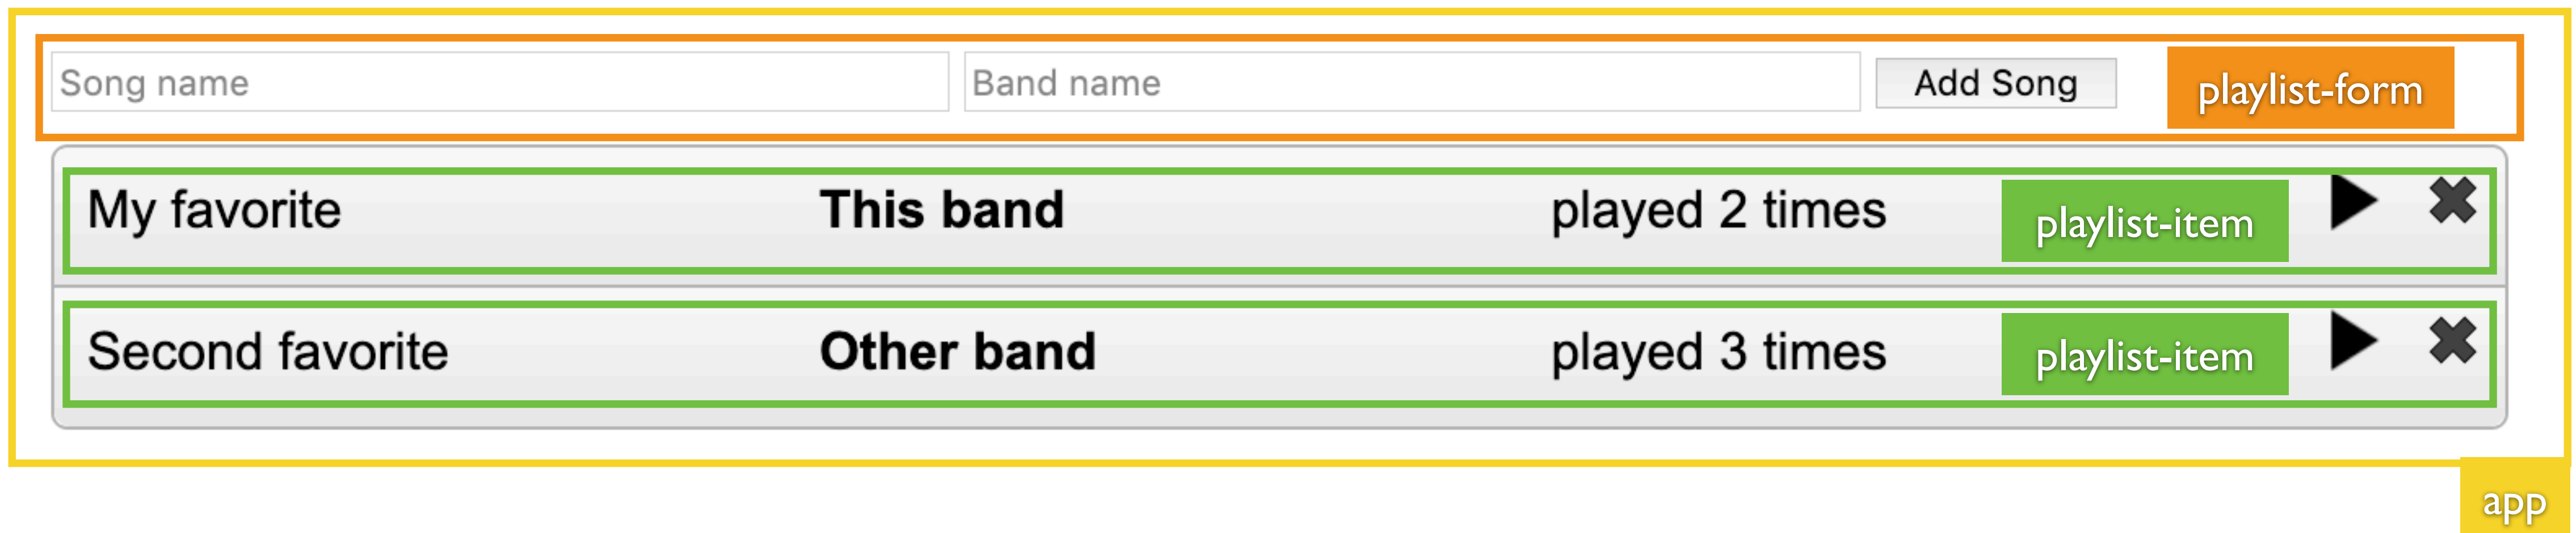 Song name Band name Add Song playlist-form
My favorite This band played 2 times playlist-item
Second favorite Other band played 3 times playlist-item
app